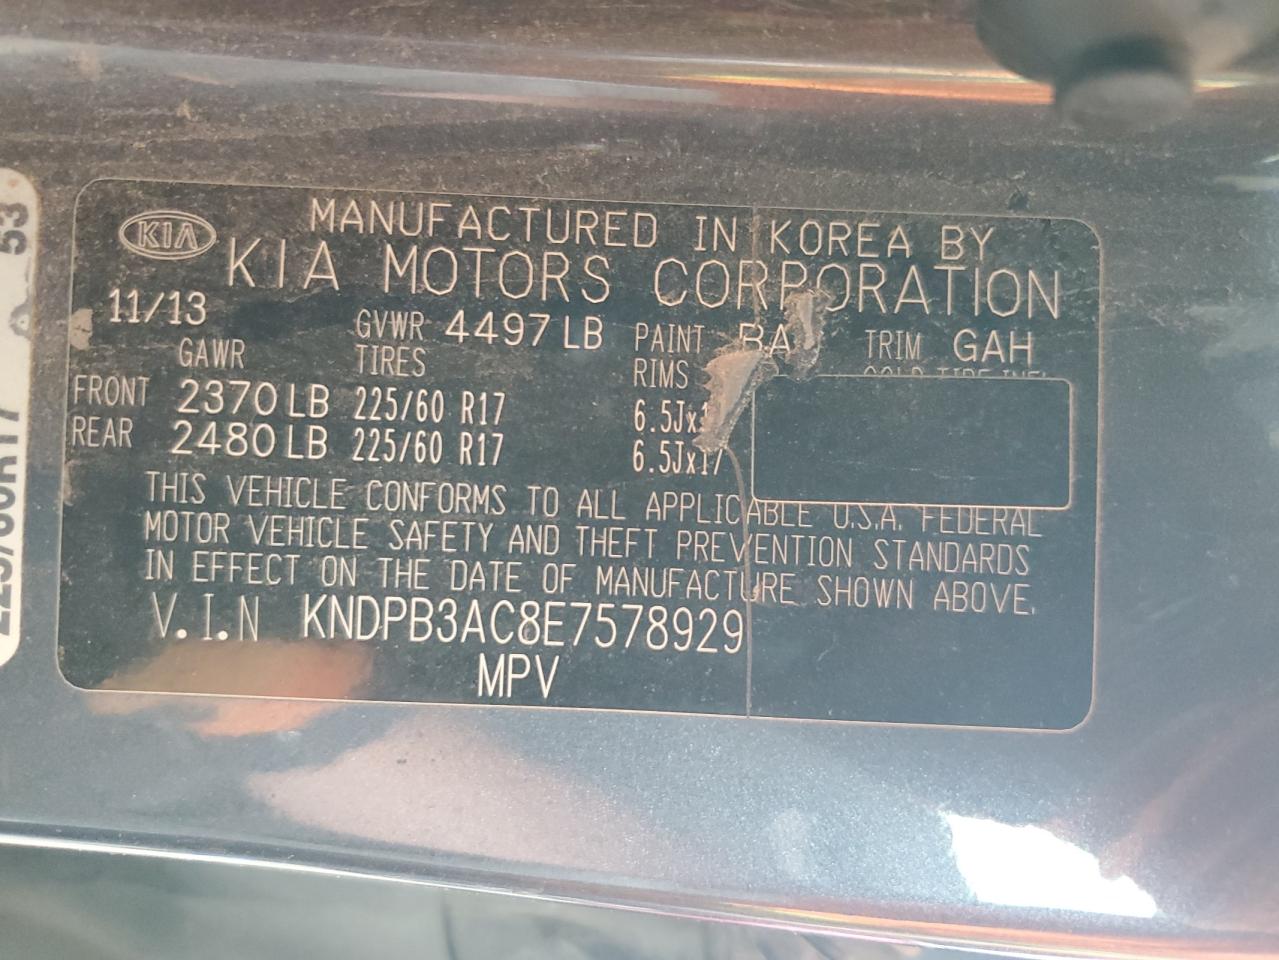 KIA
MANUFACTURED IN KOREA BY
KIA MOTORS CORPORATION
11/13 GVWR 4497 LB PAINT TRIM GAH
GAWR TIRES RIMS
FRONT 2370 LB 225/60 R17
REAR 2480 LB 225/60 R17 6.5Jx17
THIS VEHICLE CONFORMS TO ALL APPLICABLE U.S.A. FEDERAL
MOTOR VEHICLE SAFETY AND THEFT PREVENTION STANDARDS
IN EFFECT ON THE DATE OF MANUFACTURE SHOWN ABOVE.
V.I.N KNDPB3AC8E7578929
MPV
53
225/60R17